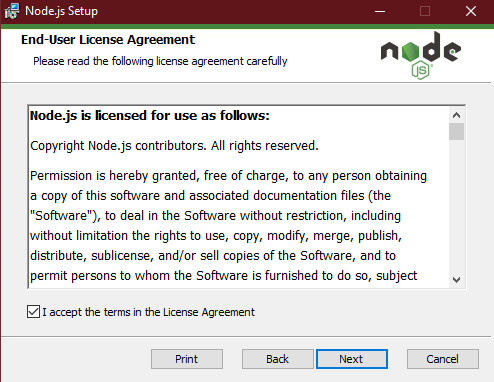 Node.js Setup
End-User License Agreement
Please read the following license agreement carefully
node
JS
Node.js is licensed for use as follows:
Copyright Node.js contributors. All rights reserved.
Permission is hereby granted, free of charge, to any person obtaining
a copy of this software and associated documentation files (the
"Software"), to deal in the Software without restriction, including
without limitation the rights to use, copy, modify, merge, publish,
distribute, sublicense, and/or sell copies of the Software, and to
permit persons to whom the Software is furnished to do so, subject
I accept the terms in the License Agreement
Print Back Next Cancel